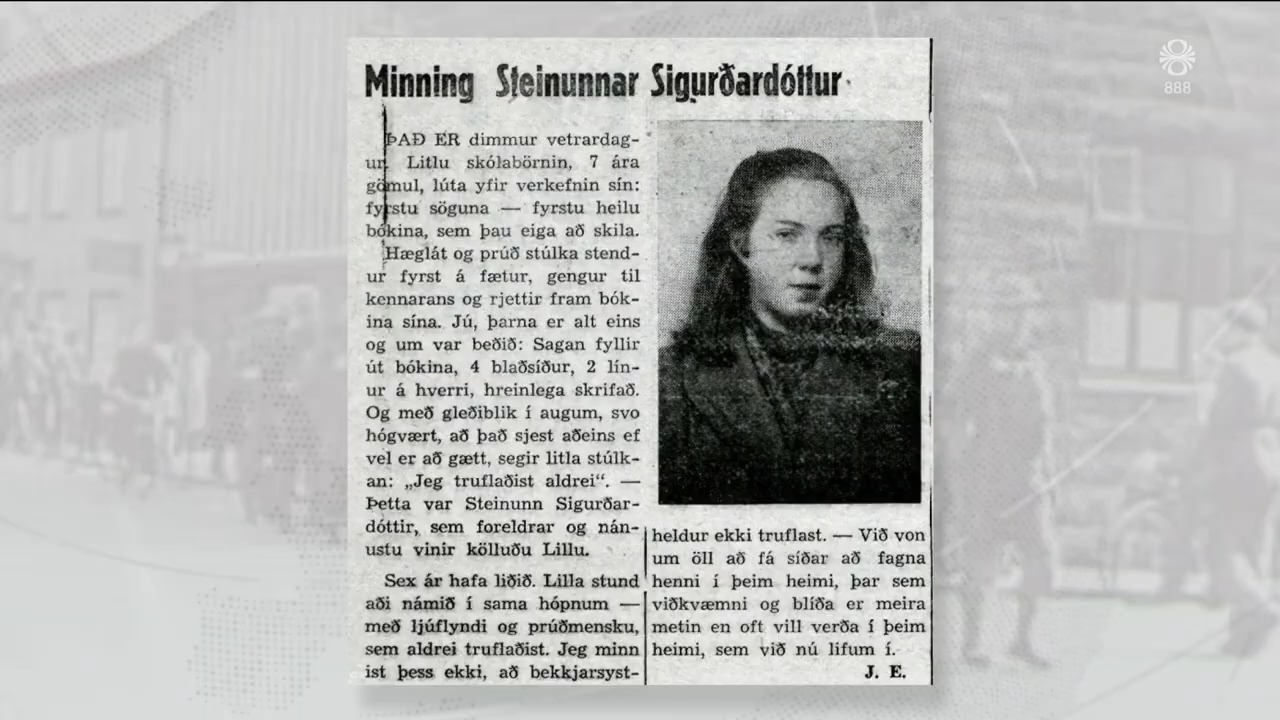 888
Minning Steinunnar Sigurðardóttur
ÞAÐ ER dimmur vetrardag-
ur. Litlu skólabörnin, 7 ára
gömul, lúta yfir verkefnin sín:
fyrstu söguna — fyrstu heilu
bókina, sem þau eiga að skila.
Hæglát og prúð stúlka stend-
ur fyrst á fætur, gengur til
kennarans og rjettir fram bók-
ina sína. Jú, þarna er alt eins
og um var beðið: Sagan fyllir
út bókina, 4 blaðsíður, 2 lín-
ur á hverri, hreinlega skrifað.
Og með gleðiblik í augum, svo
hógvært, að það sjest aðeins ef
vel er að gætt, segir litla stúlk-
an: „Jeg truflaðist aldrei“. —
Þetta var Steinunn Sigurðar-
dóttir, sem foreldrar og nán-
ustu vinir kölluðu Lillu.
Sex ár hafa liðið. Lilla stund
aði námið í sama hópnum —
með ljúflyndi og prúðmensku,
sem aldrei truflaðist. Jeg minn
ist þess ekki, að bekkjarsyst-
heldur ekki truflast. — Við von
um öll að fá síðar að fagna
henni í þeim heimi, þar sem
viðkvæmni og blíða er meira
metin en oft vill verða í þeim
heimi, sem við nú lifum í.
J. E.